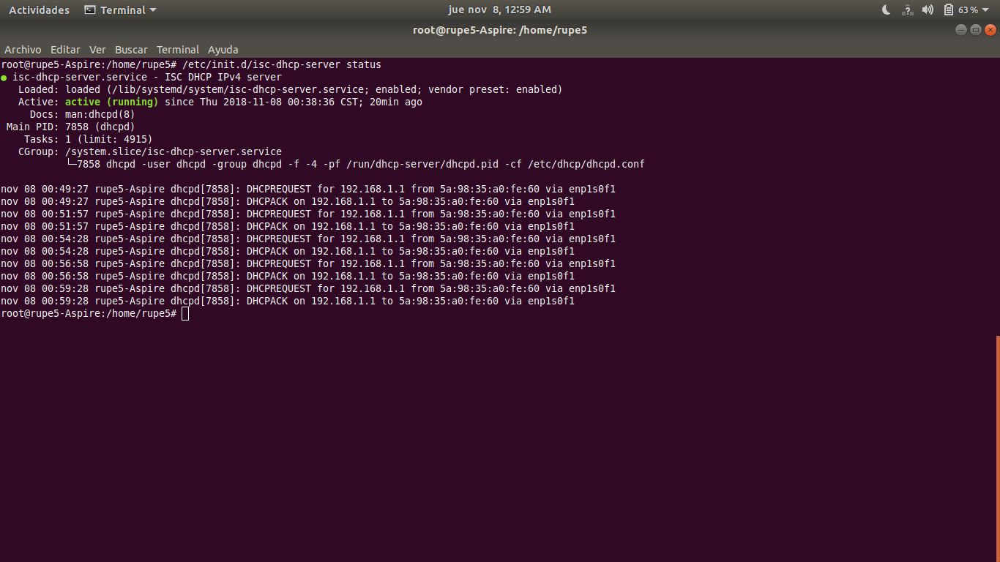 Actividades Terminal jue nov 8, 12:59 AM 63 %
root@rupe5-Aspire: /home/rupe5
Archivo Editar Ver Buscar Terminal Ayuda
root@rupe5-Aspire:/home/rupe5# /etc/init.d/isc-dhcp-server status
● isc-dhcp-server.service - ISC DHCP IPv4 server
   Loaded: loaded (/lib/systemd/system/isc-dhcp-server.service; enabled; vendor preset: enabled)
   Active: active (running) since Thu 2018-11-08 00:38:36 CST; 20min ago
     Docs: man:dhcpd(8)
 Main PID: 7858 (dhcpd)
    Tasks: 1 (limit: 4915)
   CGroup: /system.slice/isc-dhcp-server.service
           └─7858 dhcpd -user dhcpd -group dhcpd -f -4 -pf /run/dhcp-server/dhcpd.pid -cf /etc/dhcp/dhcpd.conf
nov 08 00:49:27 rupe5-Aspire dhcpd[7858]: DHCPREQUEST for 192.168.1.1 from 5a:98:35:a0:fe:60 via enp1s0f1
nov 08 00:49:27 rupe5-Aspire dhcpd[7858]: DHCPACK on 192.168.1.1 to 5a:98:35:a0:fe:60 via enp1s0f1
nov 08 00:51:57 rupe5-Aspire dhcpd[7858]: DHCPREQUEST for 192.168.1.1 from 5a:98:35:a0:fe:60 via enp1s0f1
nov 08 00:51:57 rupe5-Aspire dhcpd[7858]: DHCPACK on 192.168.1.1 to 5a:98:35:a0:fe:60 via enp1s0f1
nov 08 00:54:28 rupe5-Aspire dhcpd[7858]: DHCPREQUEST for 192.168.1.1 from 5a:98:35:a0:fe:60 via enp1s0f1
nov 08 00:54:28 rupe5-Aspire dhcpd[7858]: DHCPACK on 192.168.1.1 to 5a:98:35:a0:fe:60 via enp1s0f1
nov 08 00:56:58 rupe5-Aspire dhcpd[7858]: DHCPREQUEST for 192.168.1.1 from 5a:98:35:a0:fe:60 via enp1s0f1
nov 08 00:56:58 rupe5-Aspire dhcpd[7858]: DHCPACK on 192.168.1.1 to 5a:98:35:a0:fe:60 via enp1s0f1
nov 08 00:59:28 rupe5-Aspire dhcpd[7858]: DHCPREQUEST for 192.168.1.1 from 5a:98:35:a0:fe:60 via enp1s0f1
nov 08 00:59:28 rupe5-Aspire dhcpd[7858]: DHCPACK on 192.168.1.1 to 5a:98:35:a0:fe:60 via enp1s0f1
root@rupe5-Aspire:/home/rupe5#